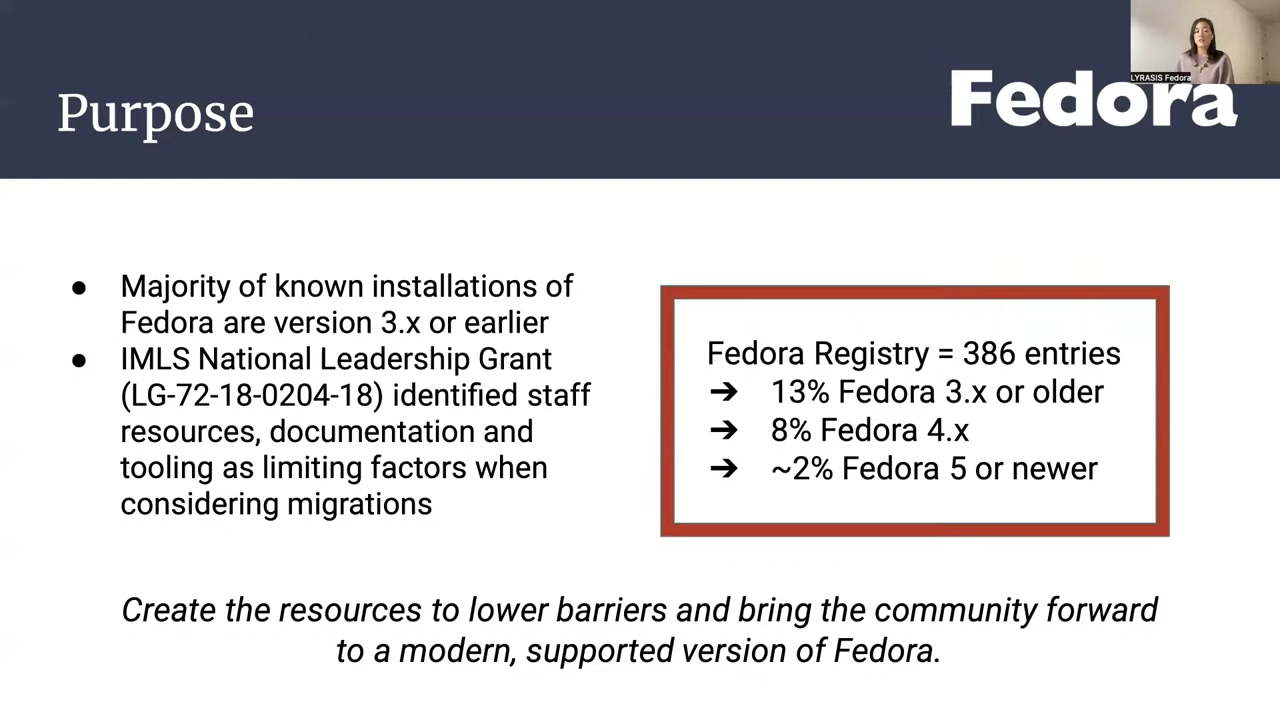 LYRASIS Fedora
Fedora
Purpose
● Majority of known installations of
Fedora are version 3.x or earlier
● IMLS National Leadership Grant
(LG-72-18-0204-18) identified staff
resources, documentation and
tooling as limiting factors when
considering migrations
Fedora Registry = 386 entries
➔ 13% Fedora 3.x or older
➔ 8% Fedora 4.x
➔ ~2% Fedora 5 or newer
Create the resources to lower barriers and bring the community forward
to a modern, supported version of Fedora.